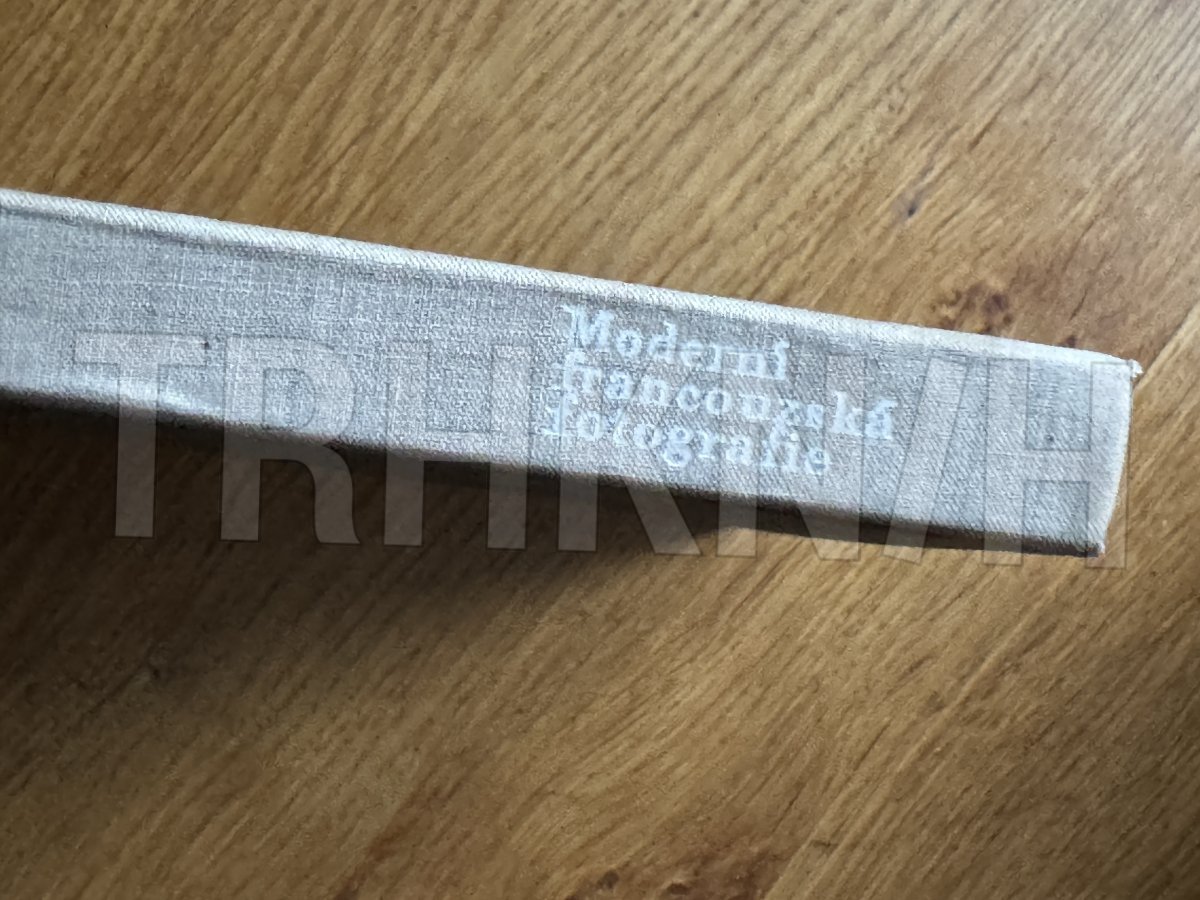 Moderní
francouzská
fotografie
TRHKNIH